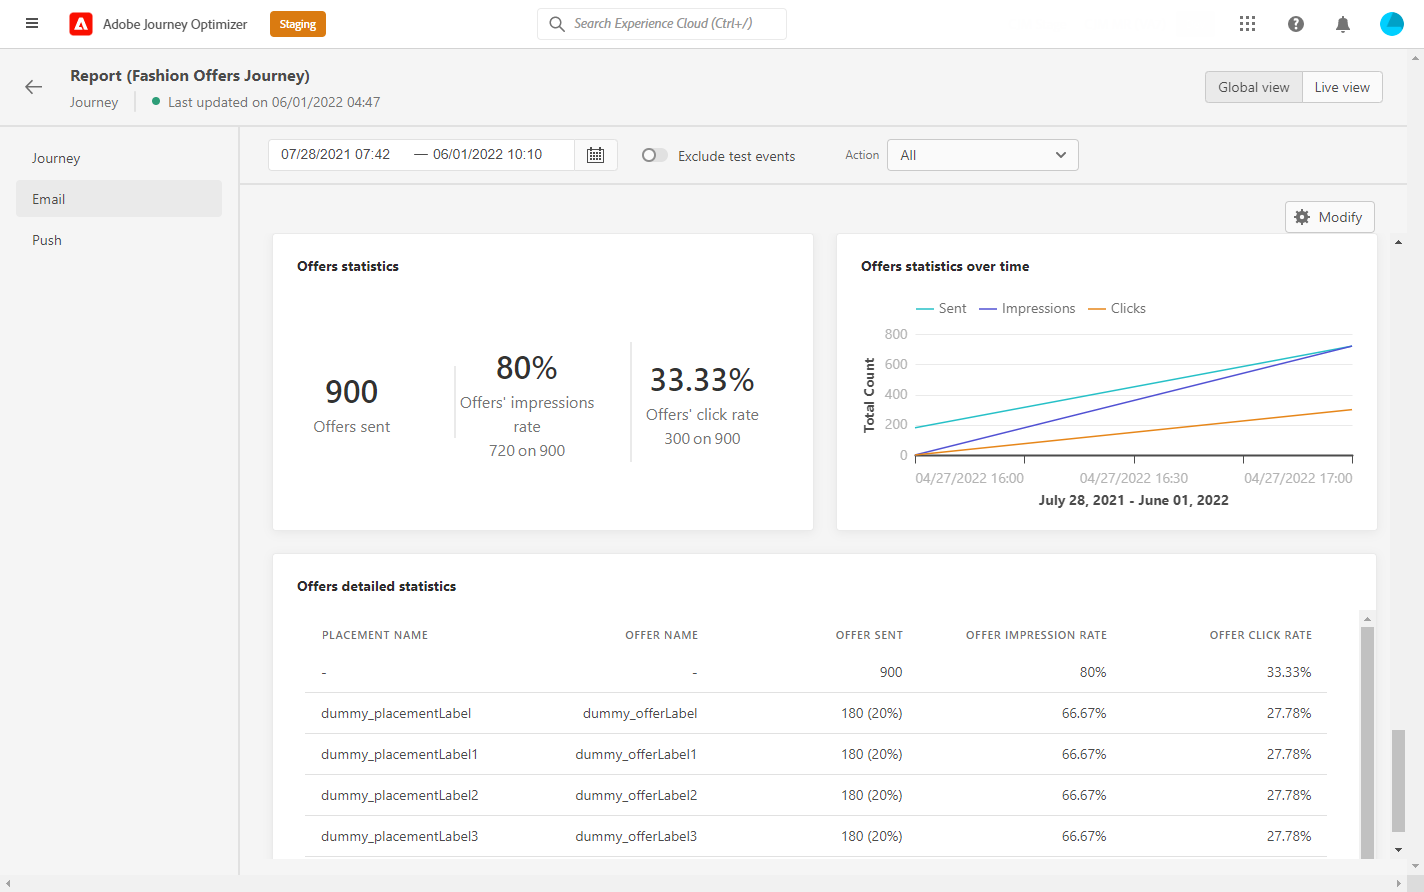 Adobe Journey Optimizer
Staging
Search Experience Cloud (Ctrl+/)
Report (Fashion Offers Journey)
Journey
Last updated on 06/01/2022 04:47
Global view
Live view
Journey
Email
Push
07/28/2021 07:42 — 06/01/2022 10:10
Exclude test events
Action
All
Modify
Offers statistics
900
Offers sent
80%
Offers' impressions
rate
720 on 900
33.33%
Offers' click rate
300 on 900
Offers statistics over time
Sent Impressions Clicks
Total Count
800
600
400
200
0
04/27/2022 16:00 04/27/2022 16:30 04/27/2022 17:00
July 28, 2021 - June 01, 2022
Offers detailed statistics
PLACEMENT NAME OFFER NAME OFFER SENT OFFER IMPRESSION RATE OFFER CLICK RATE
- - 900 80% 33.33%
dummy_placementLabel dummy_offerLabel 180 (20%) 66.67% 27.78%
dummy_placementLabel1 dummy_offerLabel1 180 (20%) 66.67% 27.78%
dummy_placementLabel2 dummy_offerLabel2 180 (20%) 66.67% 27.78%
dummy_placementLabel3 dummy_offerLabel3 180 (20%) 66.67% 27.78%